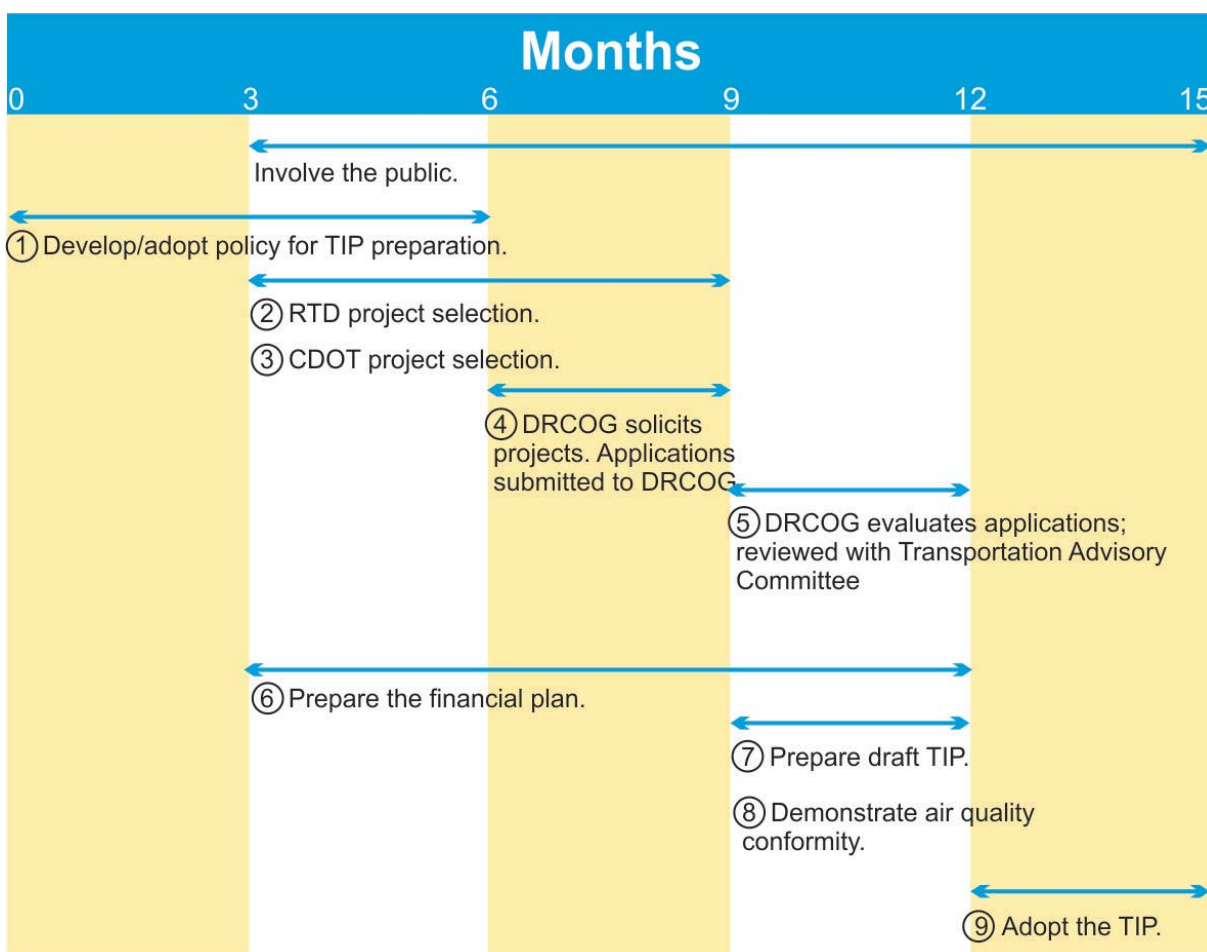 Months
0 3 6 9 12 15
Involve the public.
① Develop/adopt policy for TIP preparation.
② RTD project selection.
③ CDOT project selection.
④ DRCOG solicits
projects. Applications
submitted to DRCOG
⑤ DRCOG evaluates applications;
reviewed with Transportation Advisory
Committee
⑥ Prepare the financial plan.
⑦ Prepare draft TIP.
⑧ Demonstrate air quality
conformity.
⑨ Adopt the TIP.